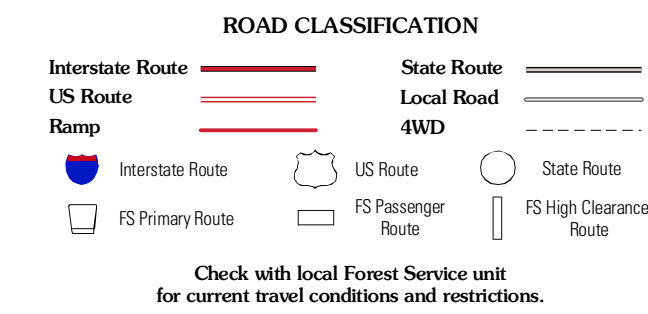 ROAD CLASSIFICATION
Interstate Route
State Route
US Route
Local Road
Ramp
4WD
Interstate Route
US Route
State Route
FS Primary Route
FS Passenger
Route
FS High Clearance
Route
Check with local Forest Service unit
for current travel conditions and restrictions.